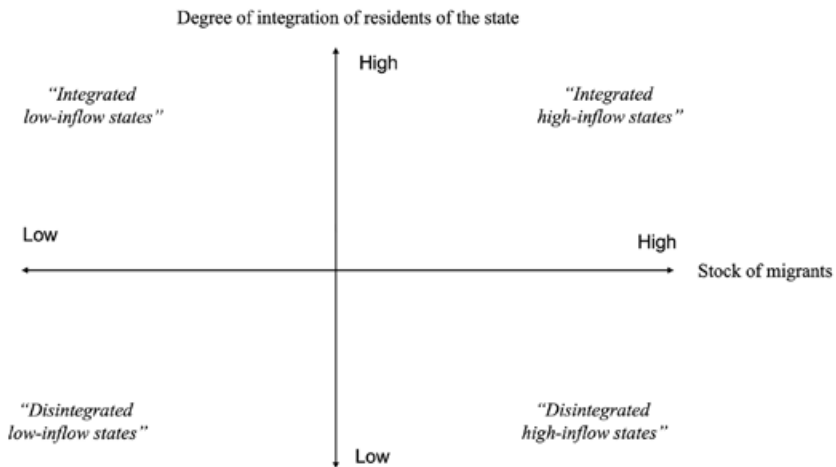 Degree of integration of residents of the state
High
“Integrated
low-inflow states”
“Integrated
high-inflow states”
Low
High
Stock of migrants
“Disintegrated
low-inflow states”
“Disintegrated
high-inflow states”
Low